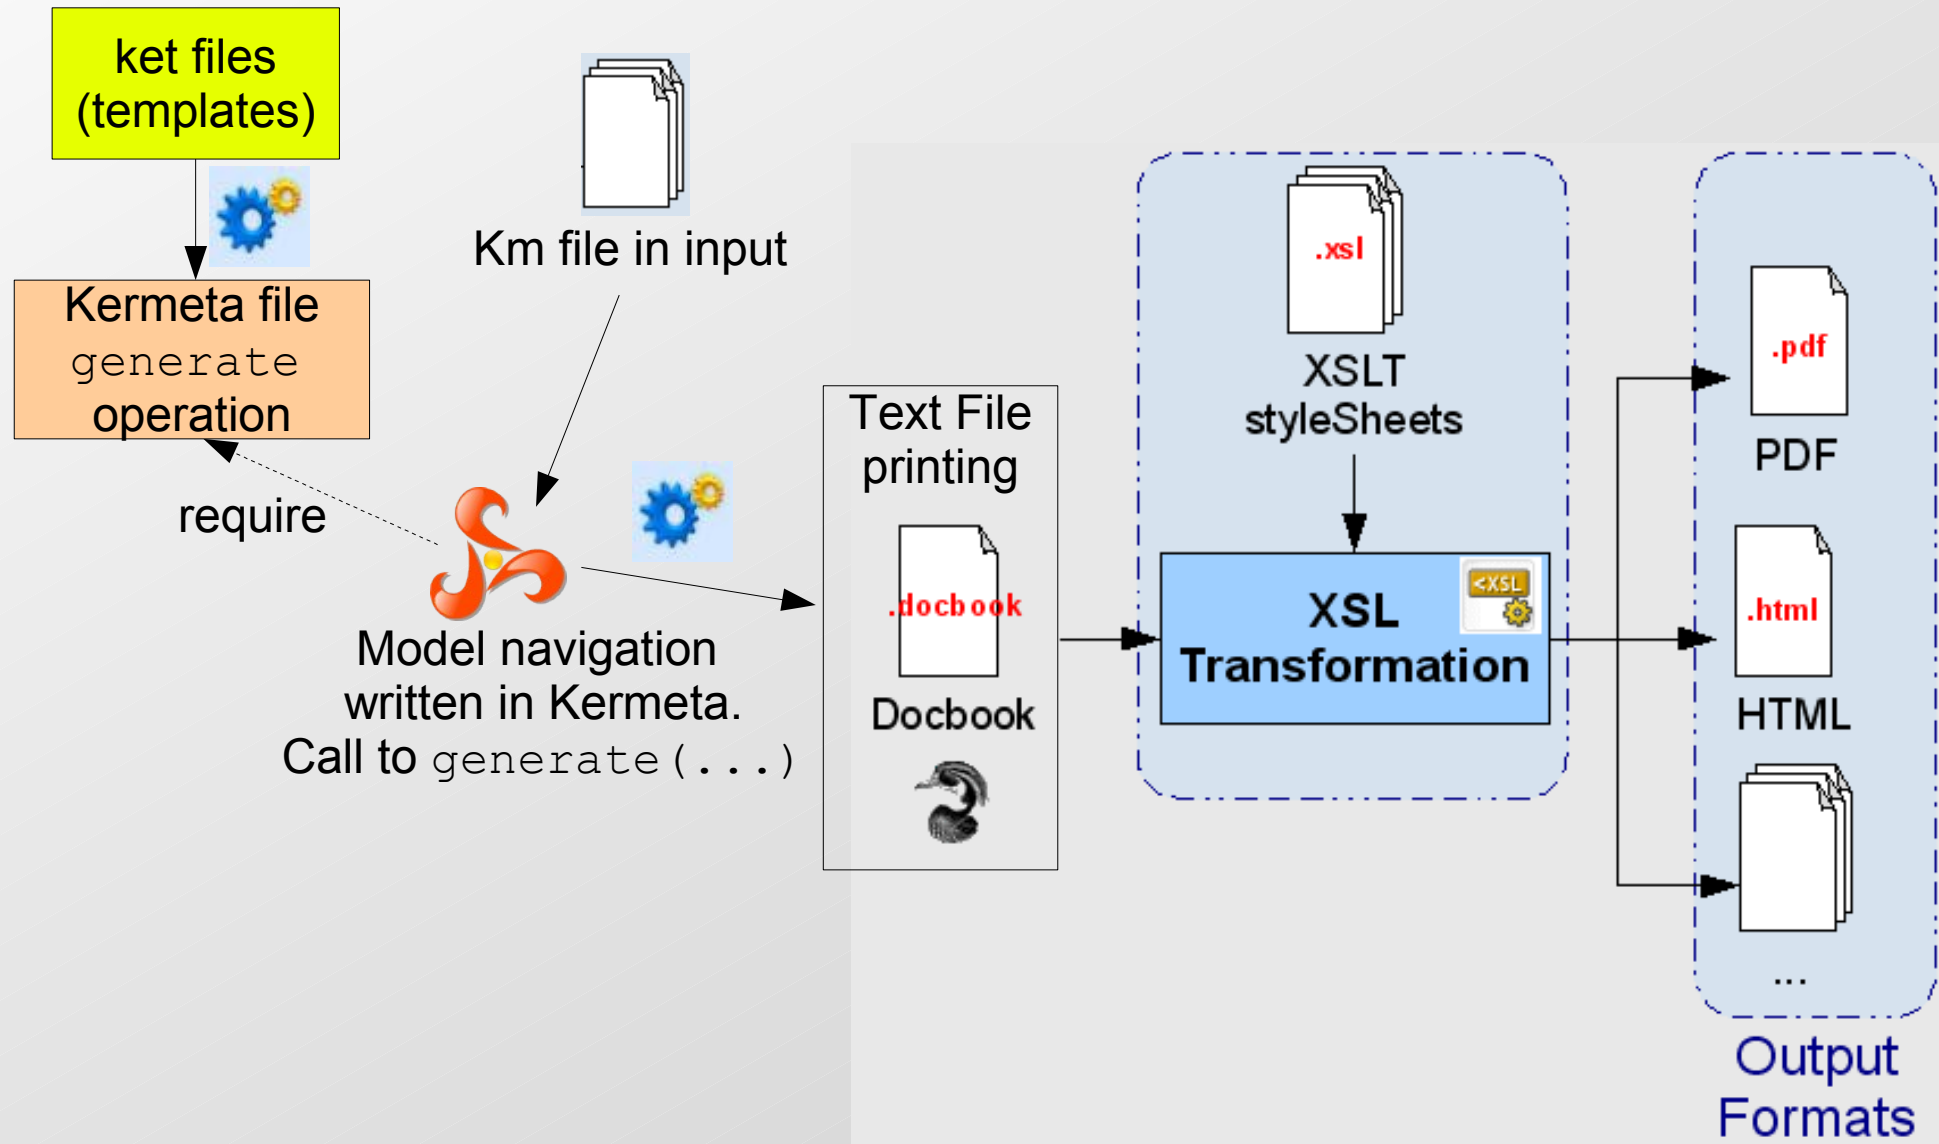 ket files
(templates)
Kermeta file
generate
operation
require
Km file in input
Model navigation
written in Kermeta.
Call to generate(...)
Text File
printing
.docbook
Docbook
.xsl
XSLT
styleSheets
<XSL
XSL
Transformation
.pdf
PDF
.html
HTML
...
Output
Formats